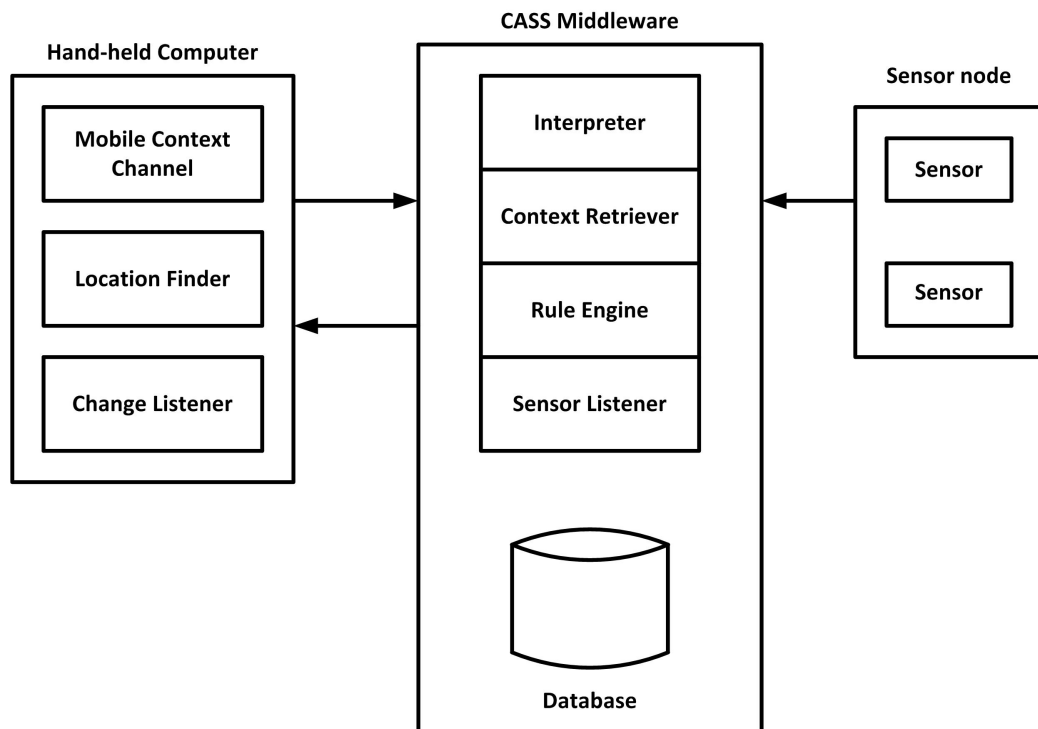 CASS Middleware
Hand-held Computer
Mobile Context
Channel
Location Finder
Change Listener
Interpreter
Context Retriever
Rule Engine
Sensor Listener
Database
Sensor node
Sensor
Sensor